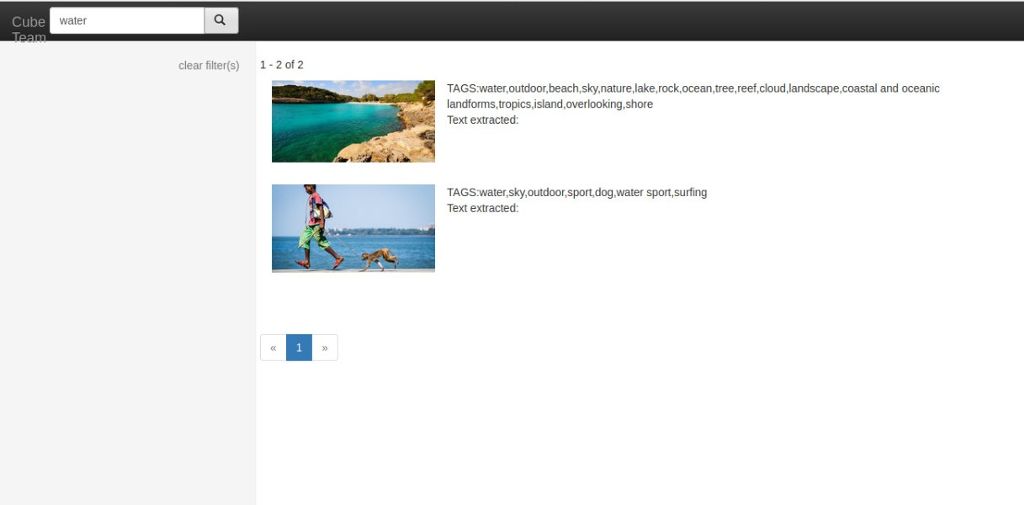 Cube
Team
water
clear filter(s)
1 - 2 of 2
TAGS:water,outdoor,beach,sky,nature,lake,rock,ocean,tree,reef,cloud,landscape,coastal and oceanic
landforms,tropics,island,overlooking,shore
Text extracted:
TAGS:water,sky,outdoor,sport,dog,water sport,surfing
Text extracted:
« 1 »